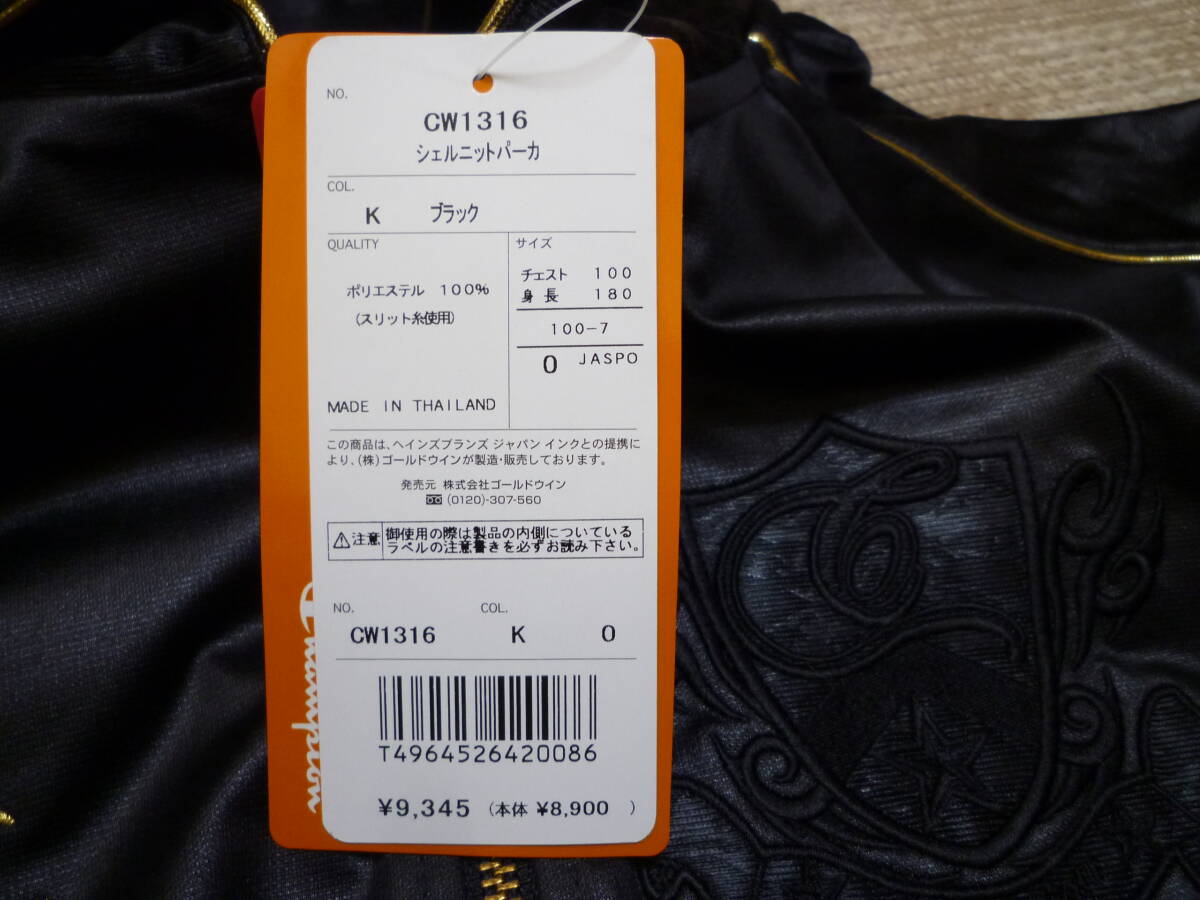 NO.
CW1316
シェルニットパーカ
COL.
K ブラック
QUALITY
ポリエステル 100%
(スリット糸使用)
MADE IN THAILAND
サイズ
チェスト 100
身長 180
100-7
0 JASPO
この商品は、ヘインズブランズ ジャパン インクとの提携に
より、(株)ゴールドウインが製造・販売しております。
発売元 株式会社ゴールドウイン
(0120)-307-560
注意
御使用の際は製品の内側についている
ラベルの注意書きを必ずお読み下さい。
NO. COL.
CW1316 K 0
T4964526420086
¥9,345 (本体 ¥8,900 )
Champion